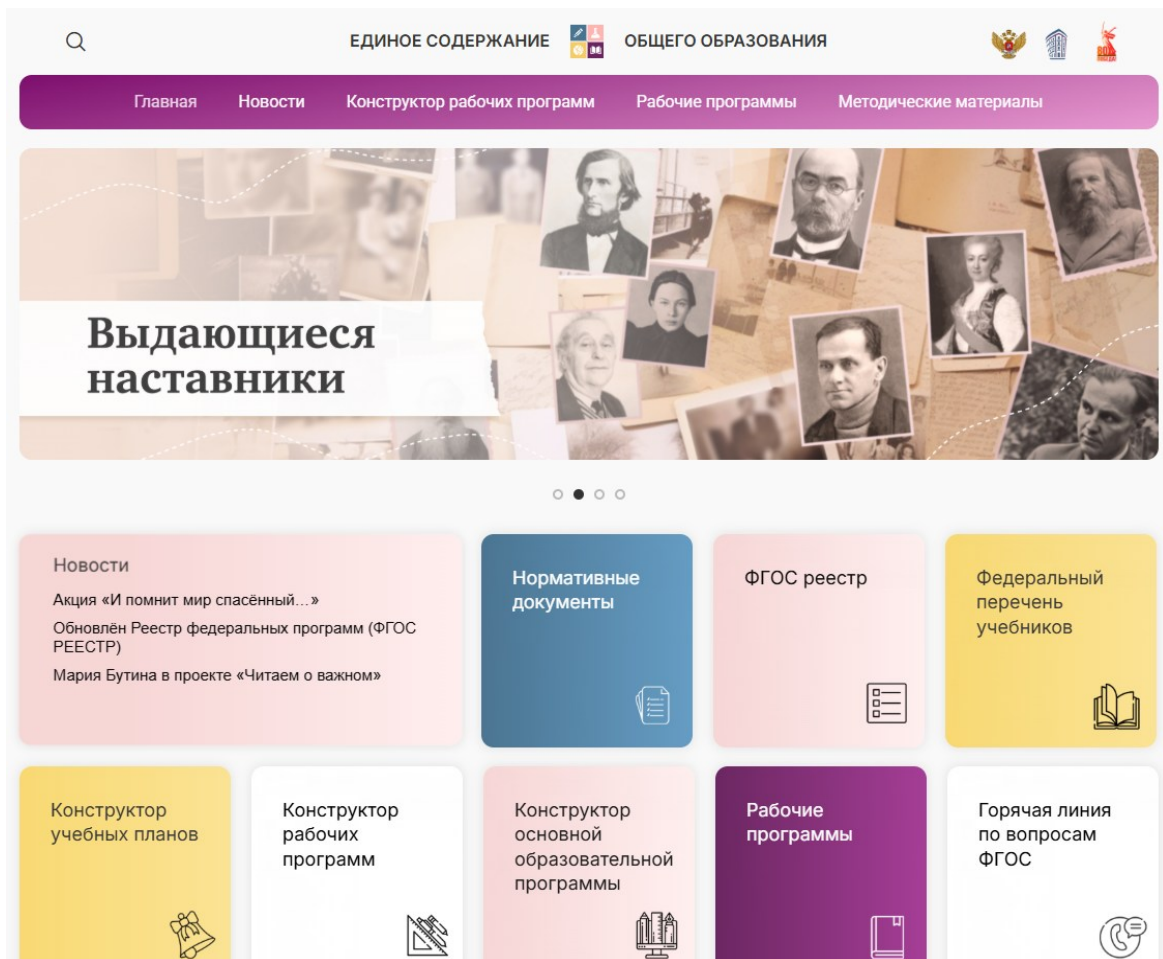 ЕДИНОЕ СОДЕРЖАНИЕ ОБЩЕГО ОБРАЗОВАНИЯ
Главная Новости Конструктор рабочих программ Рабочие программы Методические материалы
Выдающиеся
наставники
Новости
Акция «И помнит мир спасённый...»
Обновлён Реестр федеральных программ (ФГОС
РЕЕСТР)
Мария Бутина в проекте «Читаем о важном»
Нормативные
документы
ФГОС реестр
Федеральный
перечень
учебников
Конструктор
учебных планов
Конструктор
рабочих
программ
Конструктор
основной
образовательной
программы
Рабочие
программы
Горячая линия
по вопросам
ФГОС